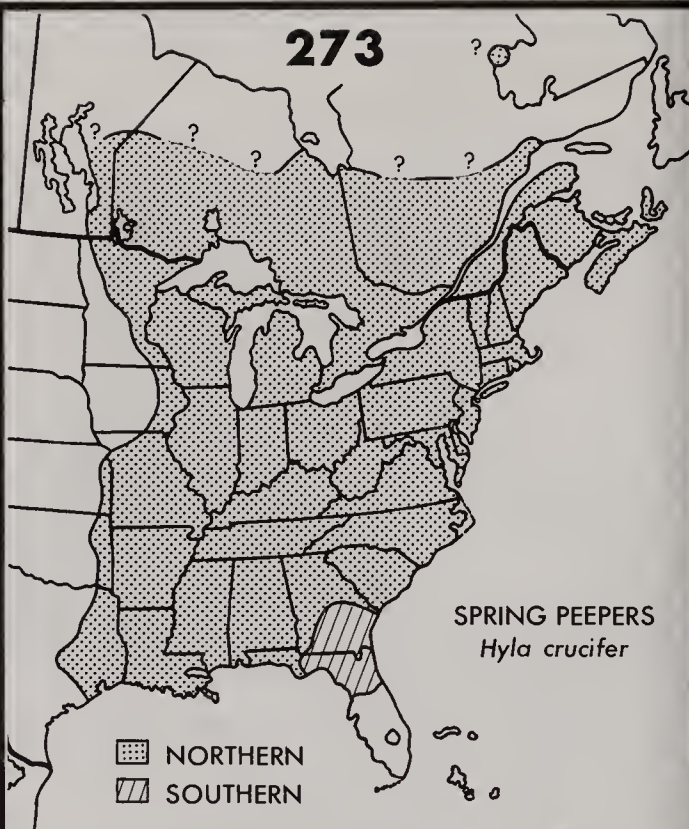 273
?
?
?
?
?
?
SPRING PEEPERS
Hyla crucifer
NORTHERN
SOUTHERN